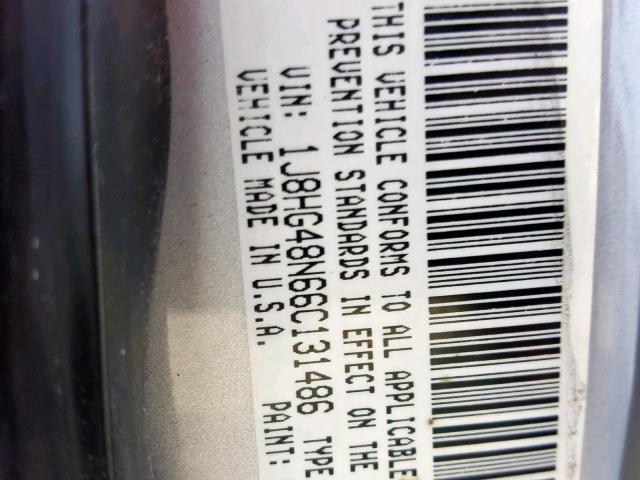 THIS VEHICLE CONFORMS TO ALL APPLICABLE
PREVENTION STANDARDS IN EFFECT ON THE
VIN: 1J8HG48N66C131486 TYPE
VEHICLE MADE IN U.S.A. PAINT: